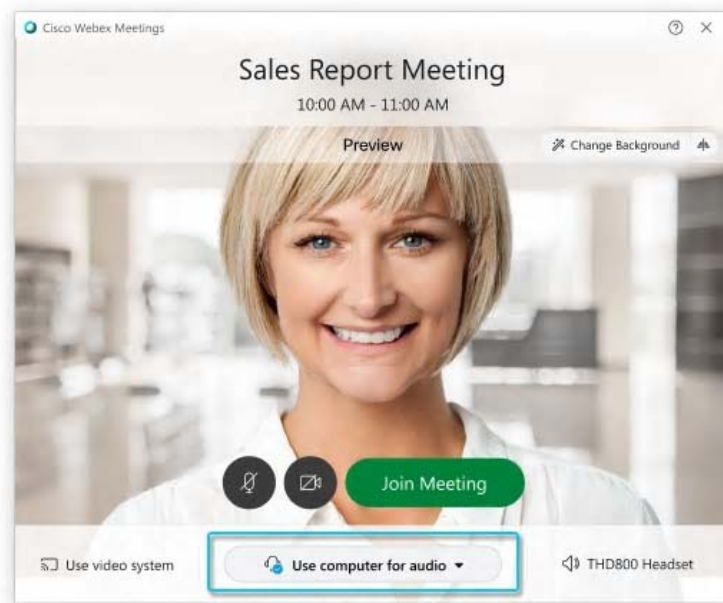 Cisco Webex Meetings
Sales Report Meeting
10:00 AM - 11:00 AM
Preview
Change Background
Join Meeting
Use video system
Use computer for audio
THD800 Headset